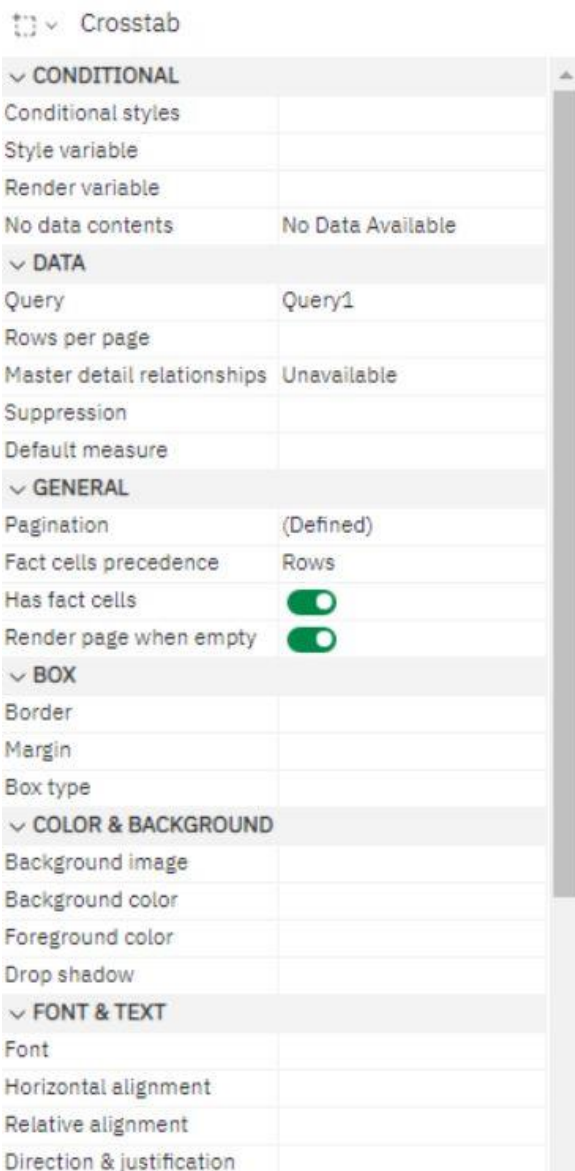 Crosstab
CONDITIONAL
Conditional styles
Style variable
Render variable
No data contents No Data Available
DATA
Query Query1
Rows per page
Master detail relationships Unavailable
Suppression
Default measure
GENERAL
Pagination (Defined)
Fact cells precedence Rows
Has fact cells
Render page when empty
BOX
Border
Margin
Box type
COLOR & BACKGROUND
Background image
Background color
Foreground color
Drop shadow
FONT & TEXT
Font
Horizontal alignment
Relative alignment
Direction & justification